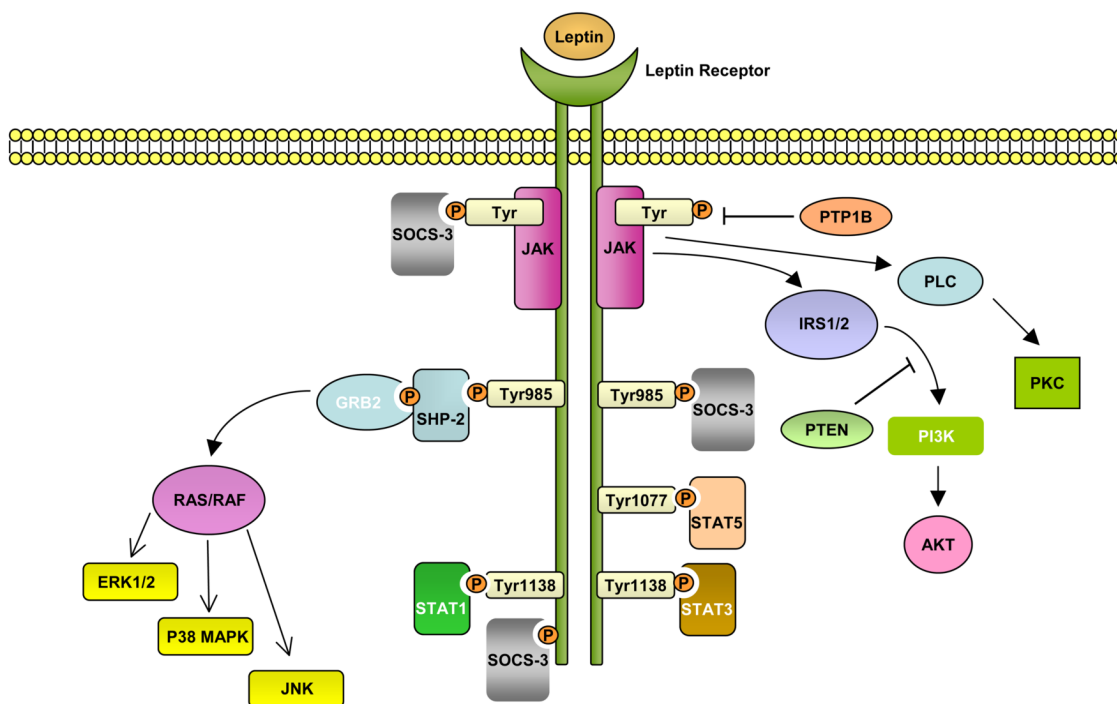 Leptin
Leptin Receptor
P
Tyr
SOCS-3
JAK
Tyr
P
JAK
PTP1B
PLC
IRS1/2
PKC
GRB2
P
SHP-2
P
Tyr985
Tyr985
P
SOCS-3
PTEN
PI3K
RAS/RAF
Tyr1077
P
STAT5
AKT
ERK1/2
P38 MAPK
JNK
STAT1
P
Tyr1138
Tyr1138
P
STAT3
P
SOCS-3